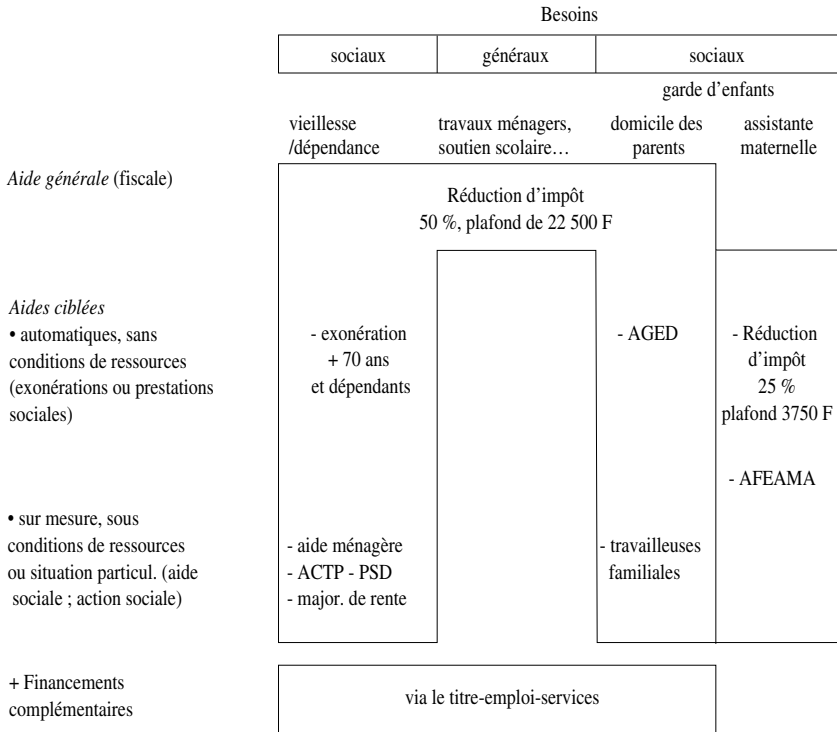 Besoins
sociaux généraux sociaux
garde d'enfants
vieillesse travaux ménagers, domicile des assistante
/dépendance soutien scolaire… parents maternelle
Aide générale (fiscale)
Réduction d'impôt
50 %, plafond de 22 500 F
Aides ciblées
• automatiques, sans - exonération - AGED - Réduction
conditions de ressources + 70 ans d'impôt
(exonérations ou prestations et dépendants 25 %
sociales) plafond 3750 F
- AFEAMA
• sur mesure, sous
conditions de ressources - aide ménagère - travailleuses
ou situation particul. (aide - ACTP - PSD familiales
sociale ; action sociale) - major. de rente
+ Financements
complémentaires via le titre-emploi-services